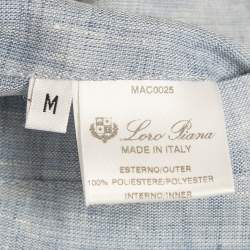 MAC0025
M
Loro Piana
MADE IN ITALY
ESTERNO/OUTER
100% POLIESTERE/POLYESTER
INTERNO/INNER